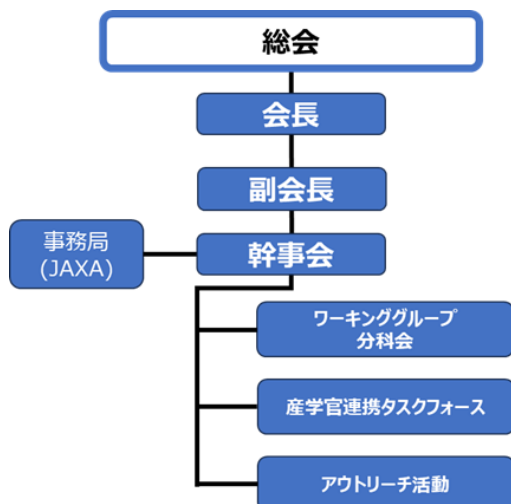 総会
会長
副会長
事務局
(JAXA)
幹事会
ワーキンググループ
分科会
産学官連携タスクフォース
アウトリーチ活動